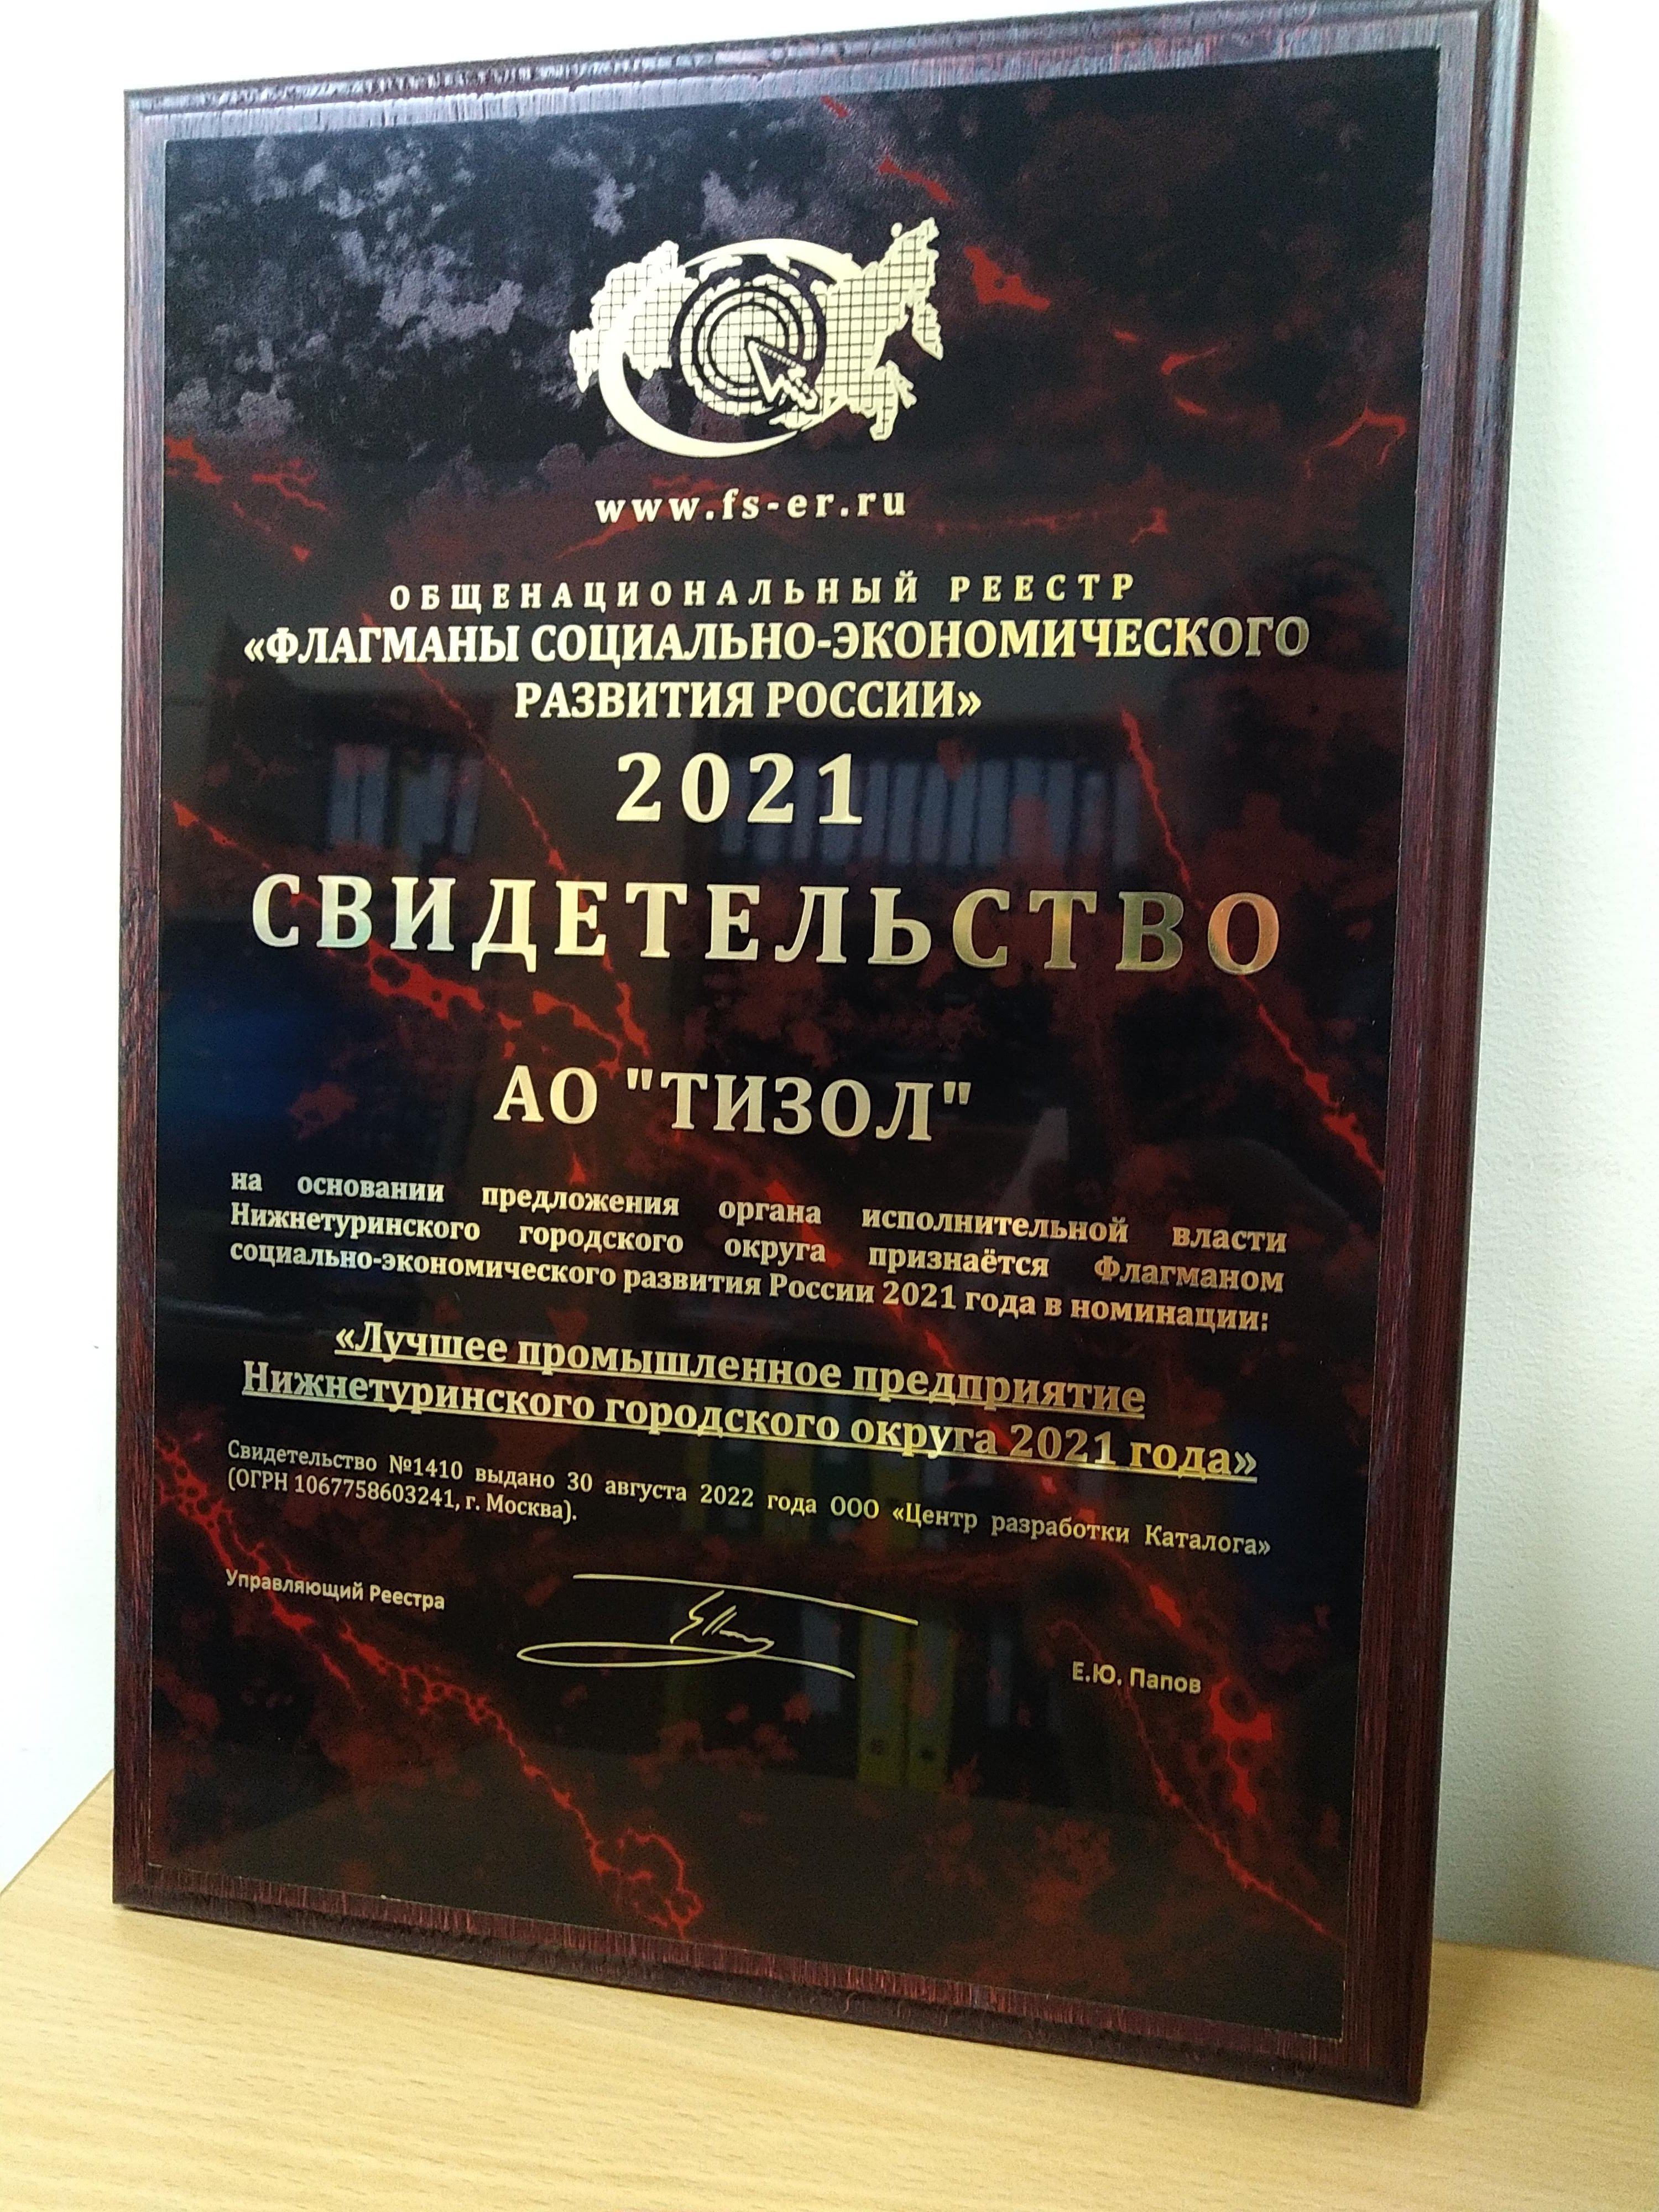 www.fs-er.ru
ОБЩЕНАЦИОНАЛЬНЫЙ РЕЕСТР
«ФЛАГМАНЫ СОЦИАЛЬНО-ЭКОНОМИЧЕСКОГО
РАЗВИТИЯ РОССИИ»
2021
СВИДЕТЕЛЬСТВО
АО "ТИЗОЛ"
на основании предложения органа исполнительной власти
Нижнетуринского городского округа признаётся Флагманом
социально-экономического развития России 2021 года в номинации:
«Лучшее промышленное предприятие
Нижнетуринского городского округа 2021 года»
Свидетельство №1410 выдано 30 августа 2022 года ООО «Центр разработки Каталога»
(ОГРН 1067758603241, г. Москва).
Управляющий Реестра
Е.Ю. Папов